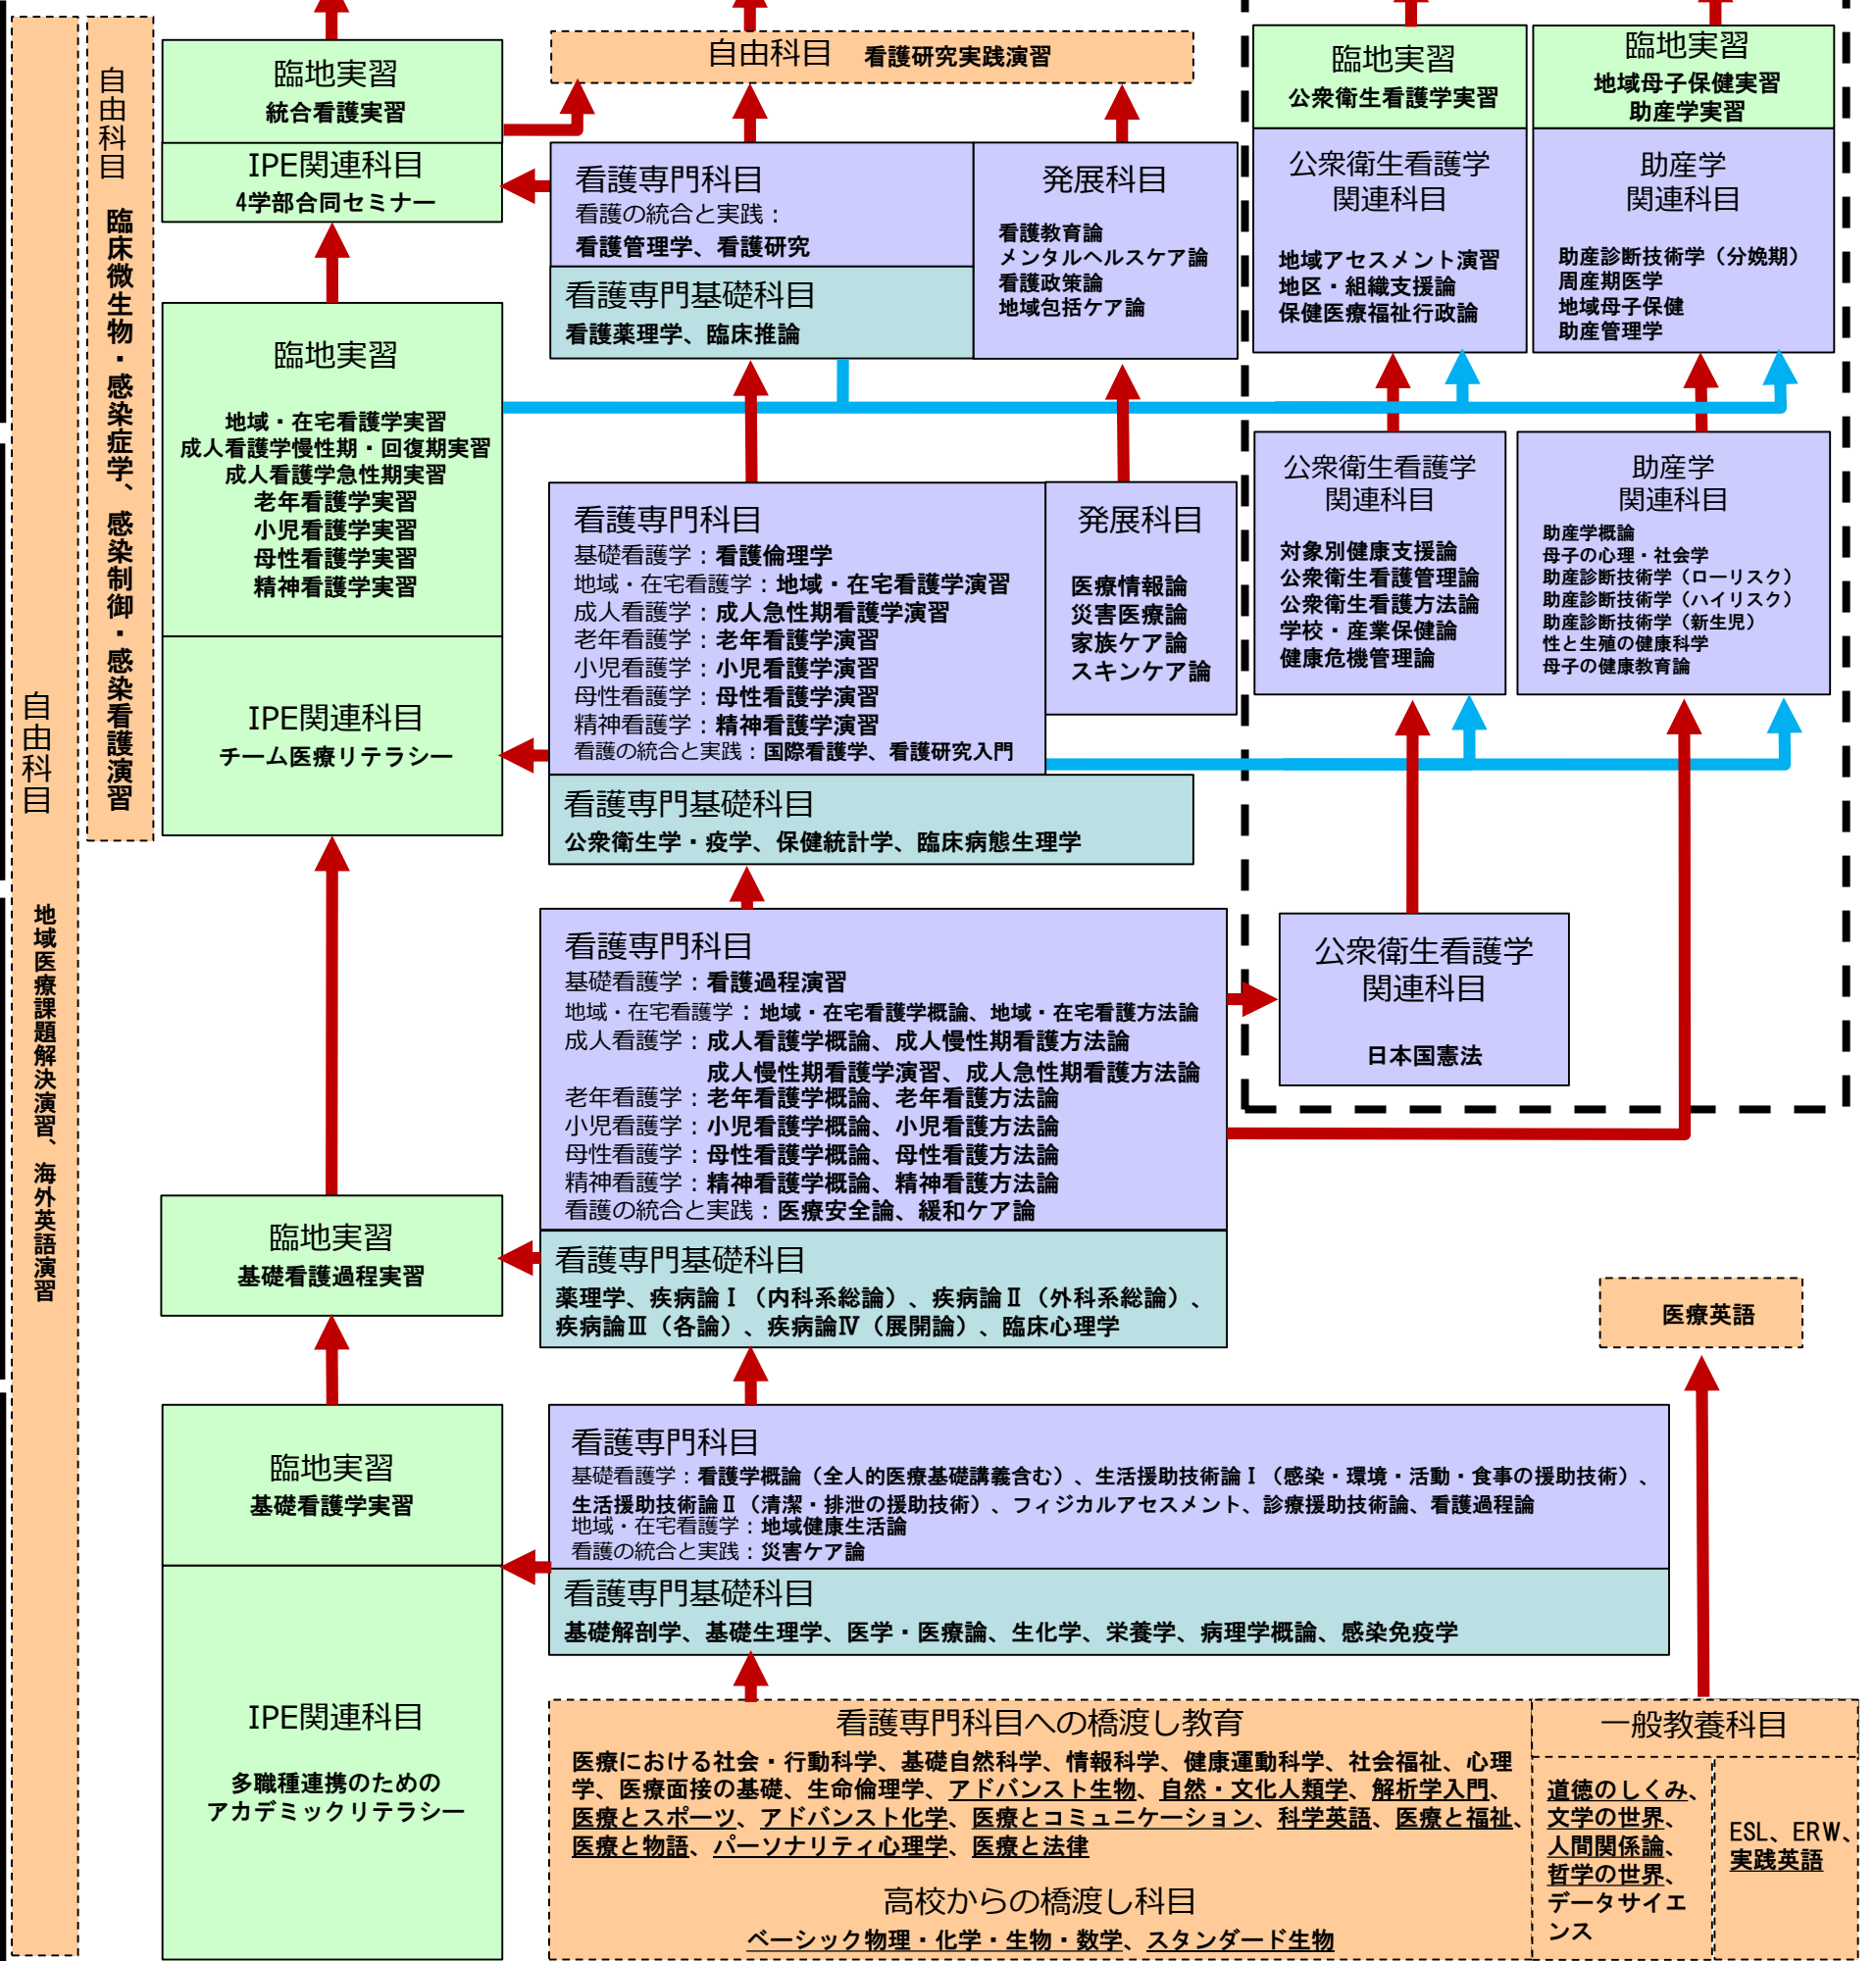 自由科目
地域医療課題解決演習、海外英語演習
自由科目
臨床微生物・感染症学、感染制御・感染看護演習
臨地実習
統合看護実習
IPE関連科目
4学部合同セミナー
自由科目 看護研究実践演習
看護専門科目
看護の統合と実践：
看護管理学、看護研究
看護専門基礎科目
看護薬理学、臨床推論
発展科目
看護教育論
メンタルヘルスケア論
看護政策論
地域包括ケア論
臨地実習
公衆衛生看護学実習
公衆衛生看護学
関連科目
地域アセスメント演習
地区・組織支援論
保健医療福祉行政論
臨地実習
地域母子保健実習
助産学実習
助産学
関連科目
助産診断技術学（分娩期）
周産期医学
地域母子保健
助産管理学
臨地実習
地域・在宅看護学実習
成人看護学慢性期・回復期実習
成人看護学急性期実習
老年看護学実習
小児看護学実習
母性看護学実習
精神看護学実習
IPE関連科目
チーム医療リテラシー
看護専門科目
基礎看護学：看護倫理学
地域・在宅看護学：地域・在宅看護学演習
成人看護学：成人急性期看護学演習
老年看護学：老年看護学演習
小児看護学：小児看護学演習
母性看護学：母性看護学演習
精神看護学：精神看護学演習
看護の統合と実践：国際看護学、看護研究入門
看護専門基礎科目
公衆衛生学・疫学、保健統計学、臨床病態生理学
発展科目
医療情報論
災害医療論
家族ケア論
スキンケア論
公衆衛生看護学
関連科目
対象別健康支援論
公衆衛生看護管理論
公衆衛生看護方法論
学校・産業保健論
健康危機管理論
助産学
関連科目
助産学概論
母子の心理・社会学
助産診断技術学（ローリスク）
助産診断技術学（ハイリスク）
助産診断技術学（新生児）
性と生殖の健康科学
母子の健康教育論
看護専門科目
基礎看護学：看護過程演習
地域・在宅看護学：地域・在宅看護学概論、地域・在宅看護方法論
成人看護学：成人看護学概論、成人慢性期看護方法論
成人慢性期看護学演習、成人急性期看護方法論
老年看護学：老年看護学概論、老年看護方法論
小児看護学：小児看護学概論、小児看護方法論
母性看護学：母性看護学概論、母性看護方法論
精神看護学：精神看護学概論、精神看護方法論
看護の統合と実践：医療安全論、緩和ケア論
看護専門基礎科目
薬理学、疾病論Ⅰ（内科系総論）、疾病論Ⅱ（外科系総論）、
疾病論Ⅲ（各論）、疾病論Ⅳ（展開論）、臨床心理学
公衆衛生看護学
関連科目
日本国憲法
臨地実習
基礎看護過程実習
医療英語
臨地実習
基礎看護学実習
IPE関連科目
多職種連携のための
アカデミックリテラシー
看護専門科目
基礎看護学：看護学概論（全人的医療基礎講義含む）、生活援助技術論Ⅰ（感染・環境・活動・食事の援助技術）、
生活援助技術論Ⅱ（清潔・排泄の援助技術）、フィジカルアセスメント、診療援助技術論、看護過程論
地域・在宅看護学：地域健康生活論
看護の統合と実践：災害ケア論
看護専門基礎科目
基礎解剖学、基礎生理学、医学・医療論、生化学、栄養学、病理学概論、感染免疫学
看護専門科目への橋渡し教育
医療における社会・行動科学、基礎自然科学、情報科学、健康運動科学、社会福祉、心理
学、医療面接の基礎、生命倫理学、アドバンスト生物、自然・文化人類学、解析学入門、
医療とスポーツ、アドバンスト化学、医療とコミュニケーション、科学英語、医療と福祉、
医療と物語、パーソナリティ心理学、医療と法律
高校からの橋渡し科目
ベーシック物理・化学・生物・数学、スタンダード生物
一般教養科目
道徳のしくみ、
文学の世界、
人間関係論、
哲学の世界、
データサイエ
ンス
ESL、ERW、
実践英語